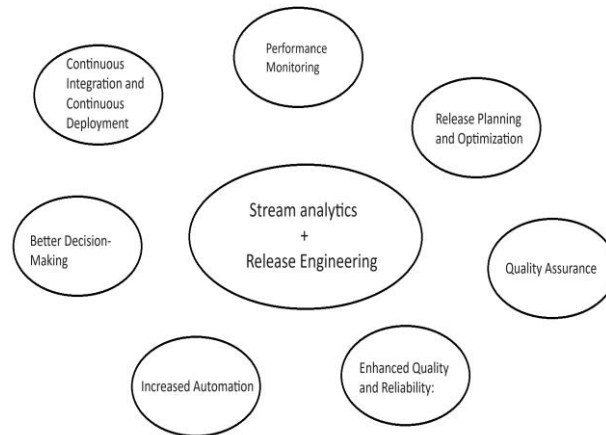 Performance
Monitoring
Continuous
Integration and
Continuous
Deployment
Release Planning
and Optimization
Stream analytics
+
Release Engineering
Better Decision-
Making
Quality Assurance
Increased Automation
Enhanced Quality
and Reliability: